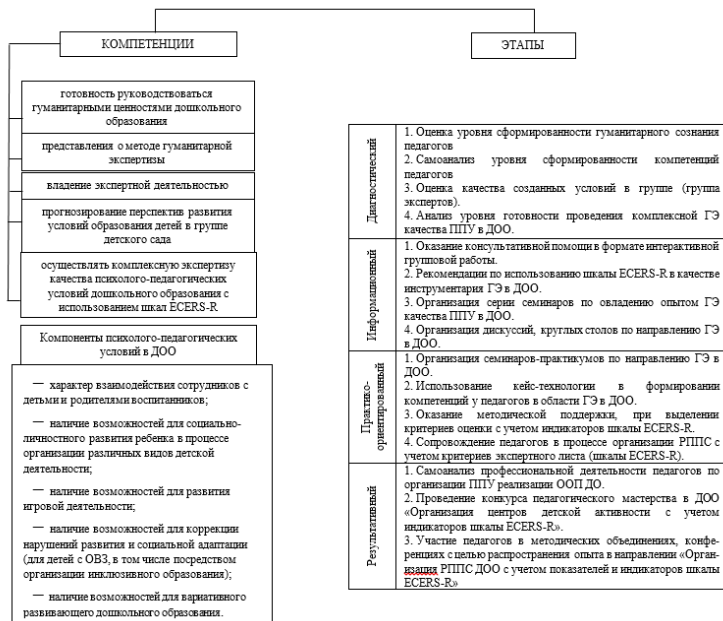 КОМПЕТЕНЦИИ
готовность руководствоваться
гуманитарными ценностями дошкольного
образования
представления о методе гуманитарной
экспертизы
владение экспертной деятельностью
прогнозирование перспектив развития
условий образования детей в группе
детского сада
осуществлять комплексную экспертизу
качества психолого-педагогических
условий дошкольного образования с
использованием шкал ECERS-R
Компоненты психолого-педагогических
условий в ДОО
— характер взаимодействия сотрудников с
детьми и родителями воспитанников;
— наличие возможностей для социально-
личностного развития ребенка в процессе
организации различных видов детской
деятельности;
— наличие возможностей для развития
игровой деятельности;
— наличие возможностей для коррекции
нарушений развития и социальной адаптации
(для детей с ОВЗ, в том числе посредством
организации инклюзивного образования);
— наличие возможностей для вариативного
развивающего дошкольного образования.
ЭТАПЫ
Диагностический
1. Оценка уровня сформированности гуманитарного сознания
педагогов
2. Самоанализ уровня сформированности компетенций
педагогов
3. Оценка качества созданных условий в группе (группа
экспертов).
4. Анализ уровня готовности проведения комплексной ГЭ
качества ППУ в ДОО.
Информационный
1. Оказание консультативной помощи в формате интерактивной
групповой работы.
2. Рекомендации по использованию шкалы ECERS-R в качестве
инструментария ГЭ в ДОО.
3. Организация серии семинаров по овладению опытом ГЭ
качества ППУ в ДОО.
4. Организация дискуссий, круглых столов по направлению ГЭ
в ДОО.
Практико-
ориентированный
1. Организация семинаров-практикумов по направлению ГЭ в
ДОО.
2. Использование кейс-технологии в формировании
компетенций у педагогов в области ГЭ в ДОО.
3. Оказание методической поддержки, при выделении
критериев оценки с учетом индикаторов шкалы ECERS-R.
4. Сопровождение педагогов в процессе организации РППС с
учетом критериев экспертного листа (шкалы ECERS-R).
Результативный
1. Самоанализ профессиональной деятельности педагогов по
организации ППУ реализации ООП ДО.
2. Проведение конкурса педагогического мастерства в ДОО
«Организация центров детской активности с учетом
индикаторов шкалы ECERS-R».
3. Участие педагогов в методических объединениях, конфе-
ренциях с целью распространения опыта в направлении «Орган-
изация РППС ДОО с учетом показателей и индикаторов шкалы
ECERS-R»